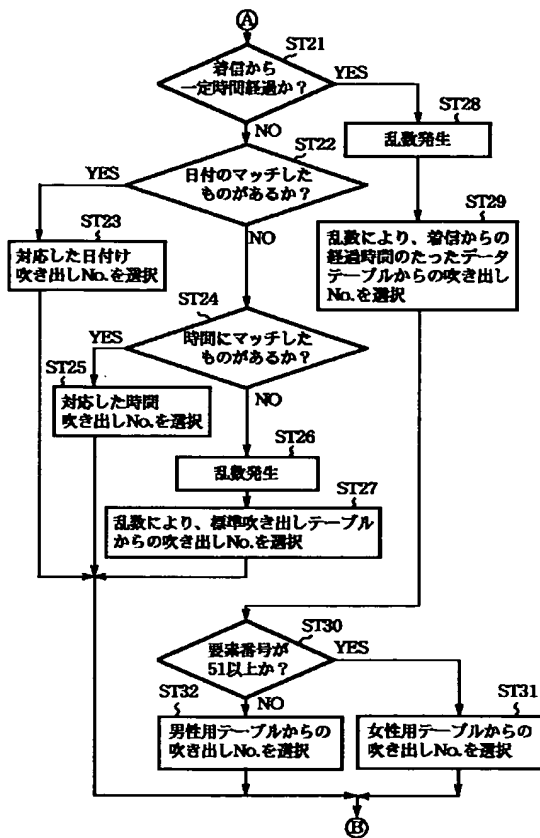 A
ST21
着信から
一定時間経過か？
YES
NO
ST28
乱数発生
ST22
日付のマッチした
ものがあるか？
YES
NO
ST23
対応した日付け
吹き出しNo.を選択
ST29
乱数により、着信からの
経過時間のたったデータ
テーブルからの吹き出し
No.を選択
ST24
時間にマッチした
ものがあるか？
YES
NO
ST25
対応した時間
吹き出しNo.を選択
ST26
乱数発生
ST27
乱数により、標準吹き出しテーブル
からの吹き出しNo.を選択
ST30
要素番号が
51以上か？
YES
NO
ST32
男性用テーブルからの
吹き出しNo.を選択
ST31
女性用テーブルからの
吹き出しNo.を選択
B